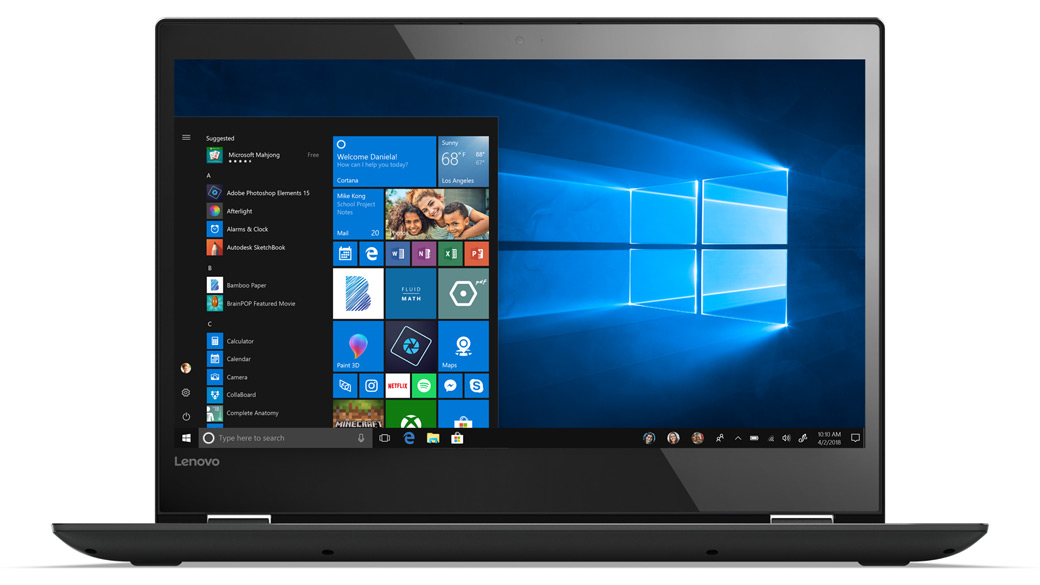 Suggested
Microsoft Mahjong
Free
A
Adobe Photoshop Elements 15
Afterlight
Alarms & Clock
Autodesk SketchBook
B
Bamboo Paper
BrainPOP Featured Movie
C
Calculator
Calendar
Camera
CollaBoard
Complete Anatomy
Welcome Daniela!
How can I help you today?
Cortana
Sunny
68°F
88°
67°
Los Angeles
Mike Kong
School Project
Notes
Mail 20
Photos
W N X P
B
FLUID
MATH
pdf
Paint 3D
Maps
NETFLIX
MINECRAFT
Type here to search
10:10 AM
4/2/2018
Lenovo